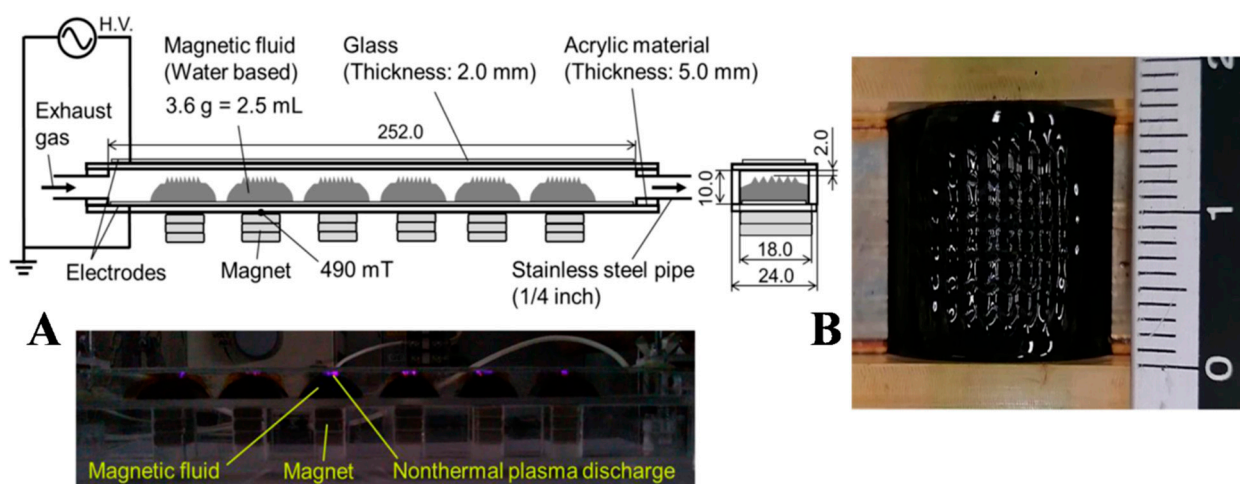 H.V.
Magnetic fluid
(Water based)
3.6 g = 2.5 mL
Glass
(Thickness: 2.0 mm)
Acrylic material
(Thickness: 5.0 mm)
Exhaust
gas
252.0
2.0
10.0
18.0
24.0
Electrodes
Magnet
490 mT
Stainless steel pipe
(1/4 inch)
A
Magnetic fluid
Magnet
Nonthermal plasma discharge
B
2
1
0